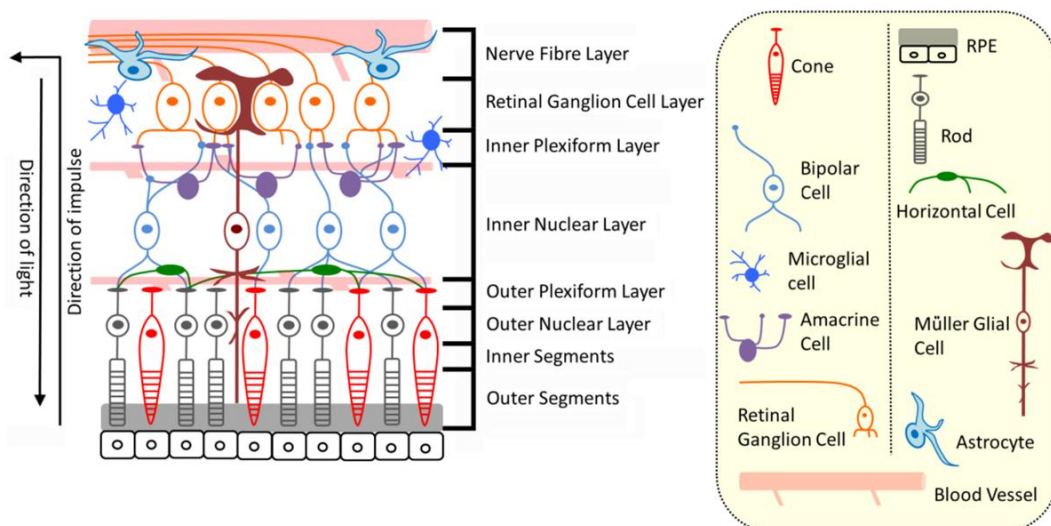 Direction of light
Direction of impulse
Nerve Fibre Layer
Retinal Ganglion Cell Layer
Inner Plexiform Layer
Inner Nuclear Layer
Outer Plexiform Layer
Outer Nuclear Layer
Inner Segments
Outer Segments
Cone
Bipolar
Cell
Microglial
cell
Amacrine
Cell
Retinal
Ganglion Cell
RPE
Rod
Horizontal Cell
Müller Glial
Cell
Astrocyte
Blood Vessel